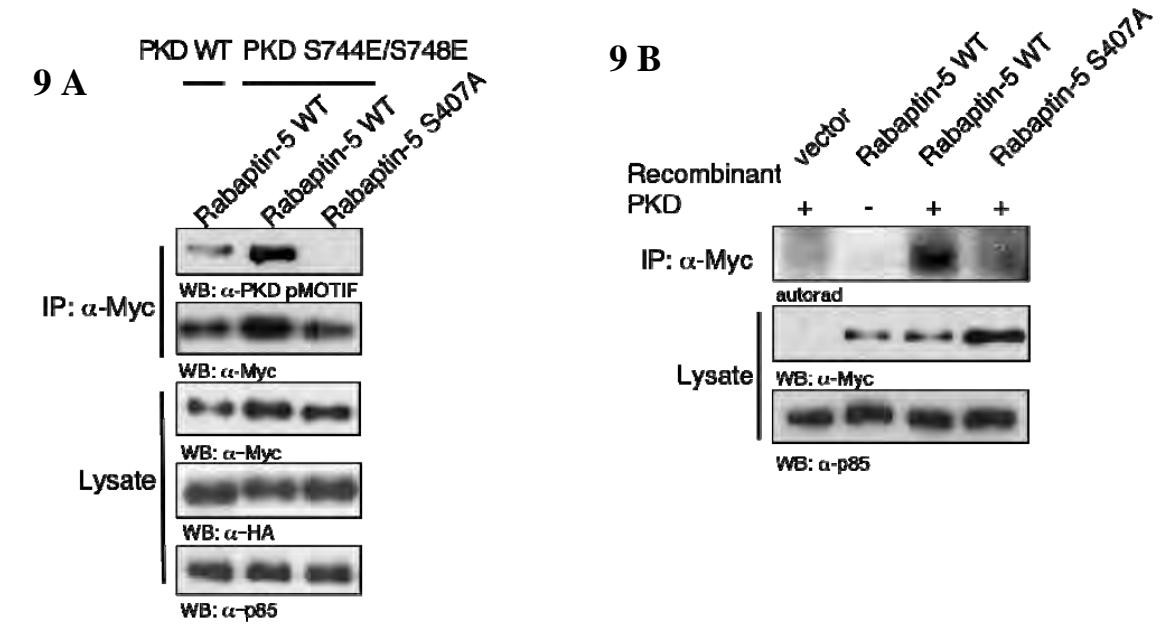 PKD WT PKD S744E/S748E
9 A
Rabaptin-5 WT
Rabaptin-5 WT
Rabaptin-5 S407A
IP: α-Myc
WB: α-PKD pMOTIF
WB: α-Myc
Lysate
WB: α-Myc
WB: α-HA
WB: α-p85
9 B
vector
Rabaptin-5 WT
Rabaptin-5 WT
Rabaptin-5 S407A
Recombinant
PKD + - + +
IP: α-Myc
autorad
Lysate
WB: α-Myc
WB: α-p85